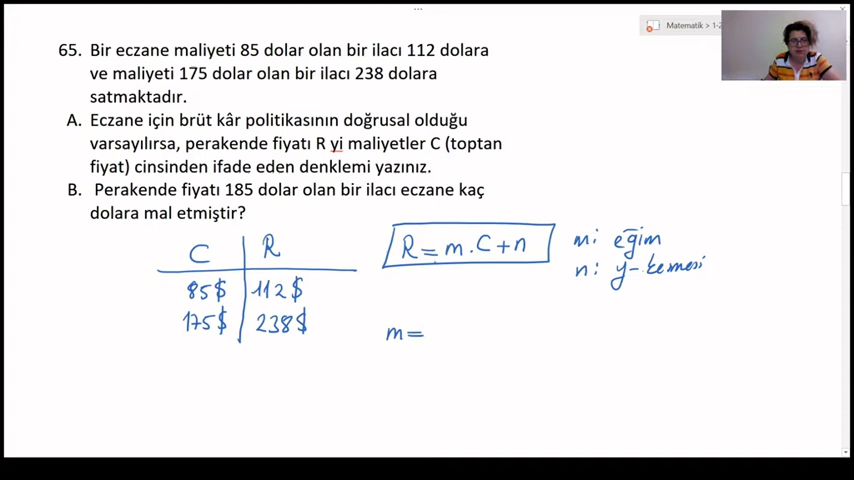 Matematik > 1-2
65. Bir eczane maliyeti 85 dolar olan bir ilacı 112 dolara
ve maliyeti 175 dolar olan bir ilacı 238 dolara
satmaktadır.
A. Eczane için brüt kâr politikasının doğrusal olduğu
varsayılırsa, perakende fiyatı R yi maliyetler C (toptan
fiyat) cinsinden ifade eden denklemi yazınız.
B. Perakende fiyatı 185 dolar olan bir ilacı eczane kaç
dolara mal etmiştir?
C R
85$ 112$
175$ 238$
R = m . C + n
m: eğim
n: y-kemesi
m =